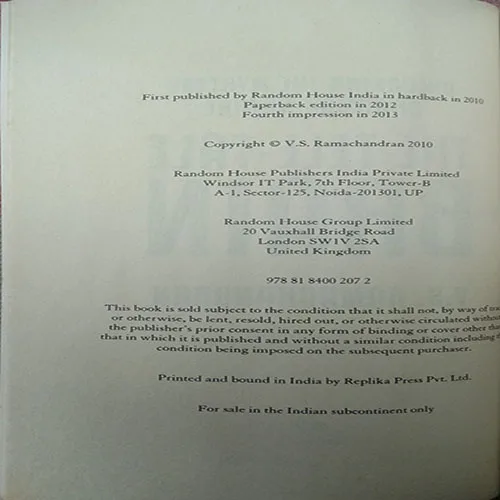 First published by Random House India in hardback in 2010
Paperback edition in 2012
Fourth impression in 2013
Copyright © V.S. Ramachandran 2010
Random House Publishers India Private Limited
Windsor IT Park, 7th Floor, Tower-B
A-1, Sector-125, Noida-201301, UP
Random House Group Limited
20 Vauxhall Bridge Road
London SW1V 2SA
United Kingdom
978 81 8400 207 2
This book is sold subject to the condition that it shall not, by way of
or otherwise, be lent, resold, hired out, or otherwise circulated without
the publisher's prior consent in any form of binding or cover other than
that in which it is published and without a similar condition including
condition being imposed on the subsequent purchaser.
Printed and bound in India by Replika Press Pvt. Ltd.
For sale in the Indian subcontinent only